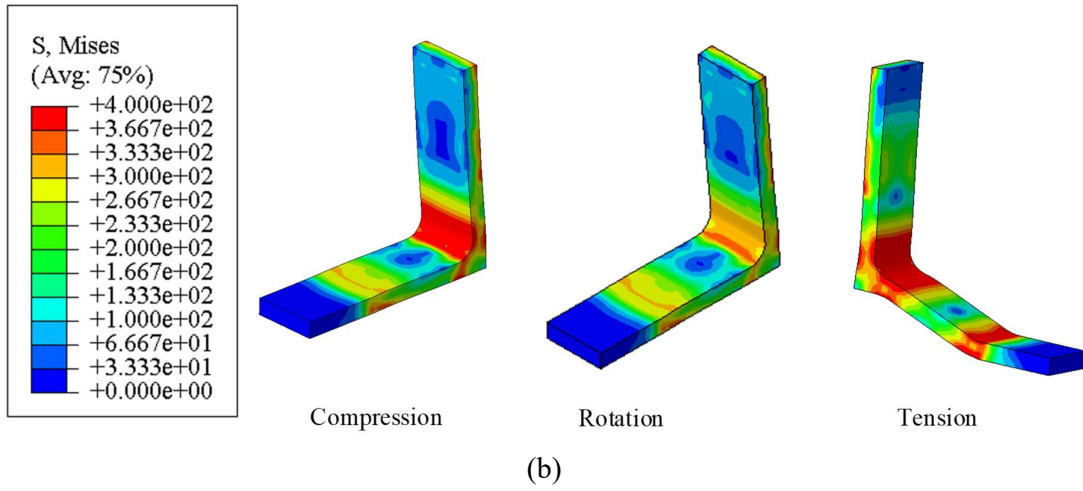 S, Mises
(Avg: 75%)
+4.000e+02
+3.667e+02
+3.333e+02
+3.000e+02
+2.667e+02
+2.333e+02
+2.000e+02
+1.667e+02
+1.333e+02
+1.000e+02
+6.667e+01
+3.333e+01
+0.000e+00
Compression
Rotation
Tension
(b)